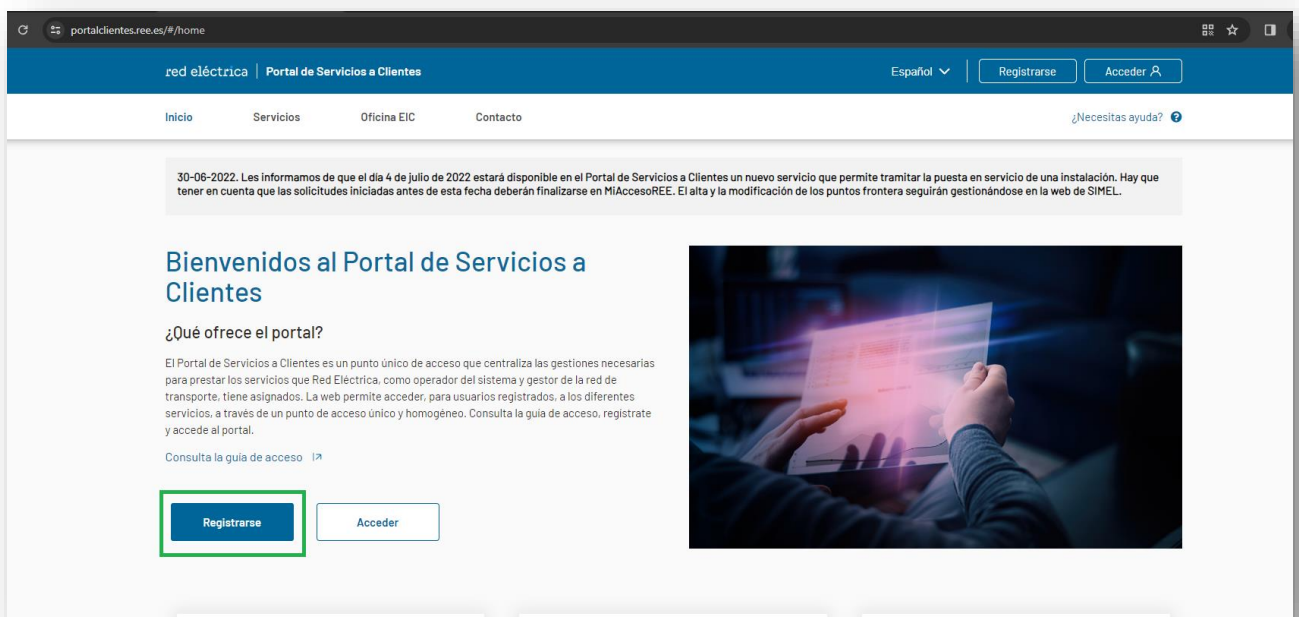 portalclientes.ree.es/#/home
red eléctrica | Portal de Servicios a Clientes
Español
Registrarse
Acceder
Inicio
Servicios
Oficina EIC
Contacto
¿Necesitas ayuda?
30-06-2022. Les informamos de que el día 4 de julio de 2022 estará disponible en el Portal de Servicios a Clientes un nuevo servicio que permite tramitar la puesta en servicio de una instalación. Hay que
tener en cuenta que las solicitudes iniciadas antes de esta fecha deberán finalizarse en MiAccesoREE. El alta y la modificación de los puntos frontera seguirán gestionándose en la web de SIMEL.
Bienvenidos al Portal de Servicios a
Clientes
¿Qué ofrece el portal?
El Portal de Servicios a Clientes es un punto único de acceso que centraliza las gestiones necesarias
para prestar los servicios que Red Eléctrica, como operador del sistema y gestor de la red de
transporte, tiene asignados. La web permite acceder, para usuarios registrados, a los diferentes
servicios, a través de un punto de acceso único y homogéneo. Consulta la guía de acceso, regístrate
y accede al portal.
Consulta la guía de acceso
Registrarse
Acceder